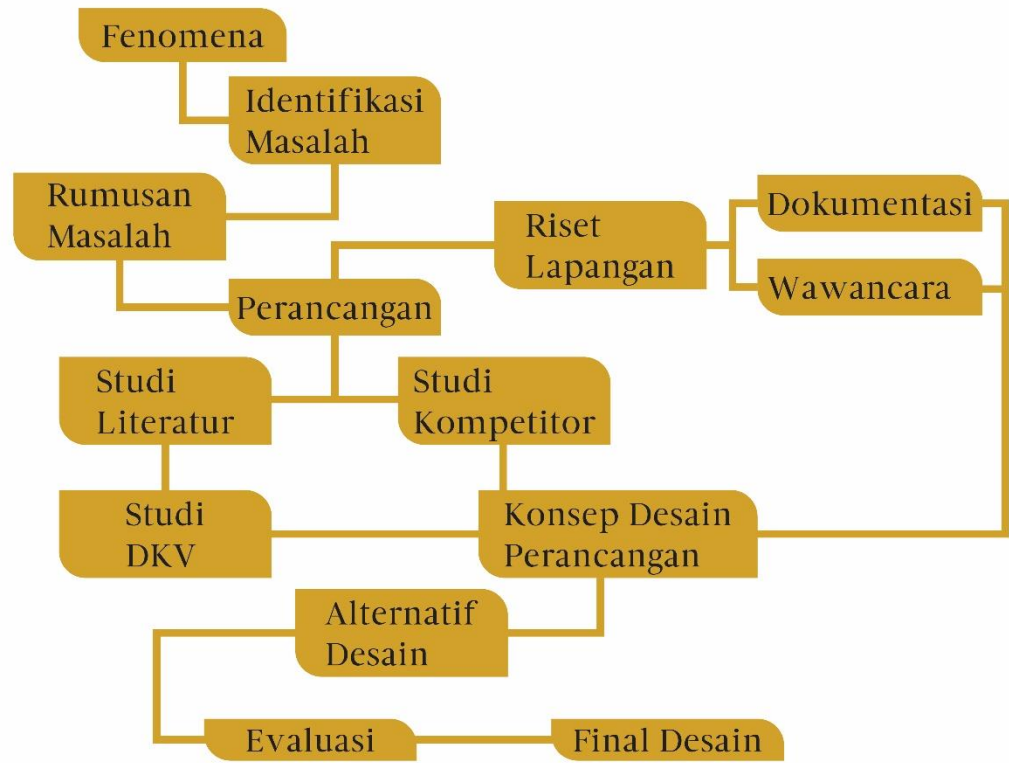 Fenomena
Identifikasi
Masalah
Rumusan
Masalah
Perancangan
Riset
Lapangan
Dokumentasi
Wawancara
Studi
Literatur
Studi
Kompetitor
Studi
DKV
Konsep Desain
Perancangan
Alternatif
Desain
Evaluasi
Final Desain